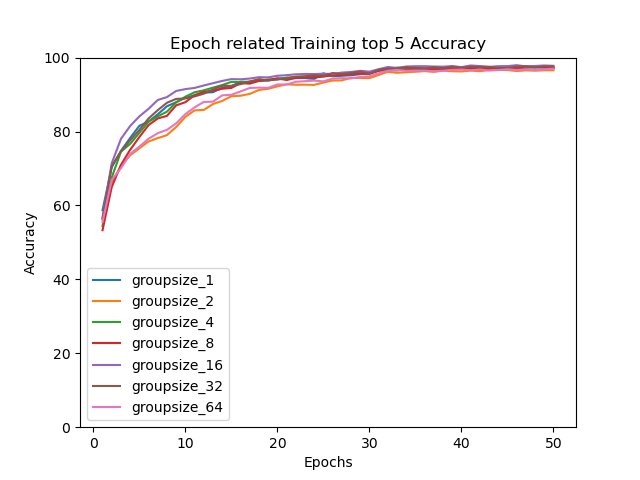 Epoch related Training top 5 Accuracy
100
80
60
40
20
0
Accuracy
groupsize_1
groupsize_2
groupsize_4
groupsize_8
groupsize_16
groupsize_32
groupsize_64
0 10 20 30 40 50
Epochs